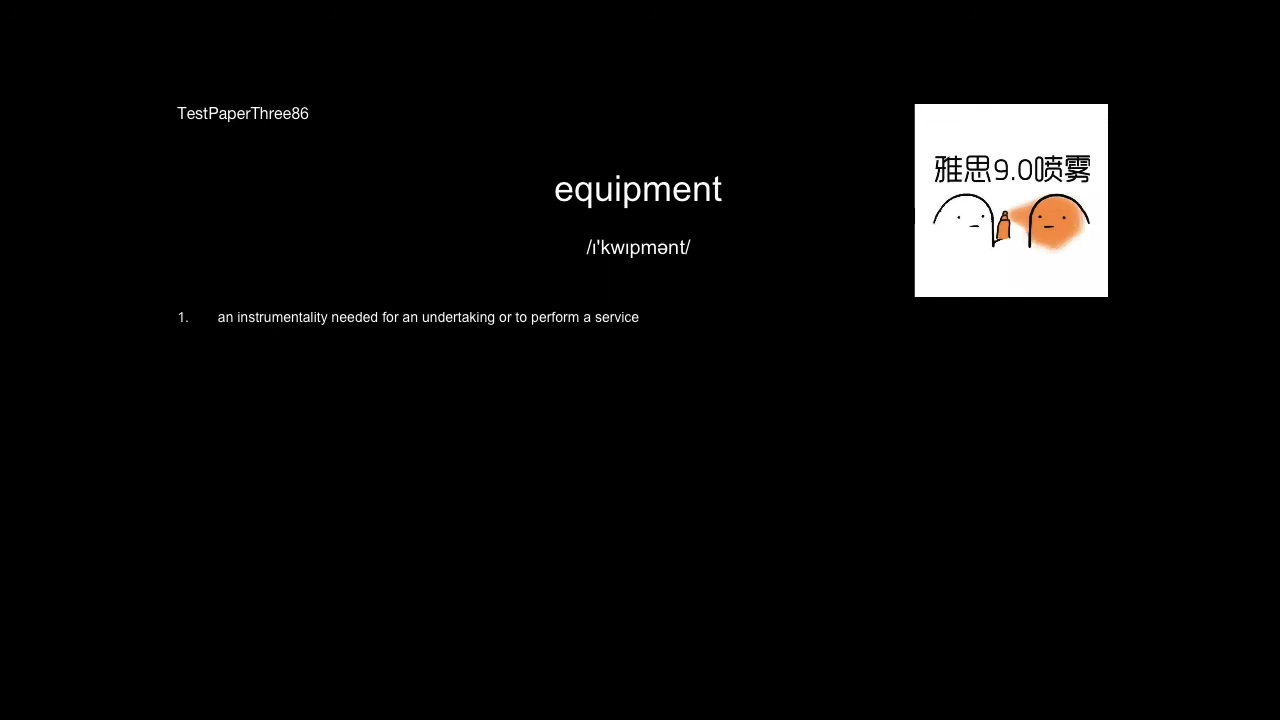 TestPaperThree86
雅思9.0喷雾
equipment
/ɪ'kwɪpmənt/
1. an instrumentality needed for an undertaking or to perform a service